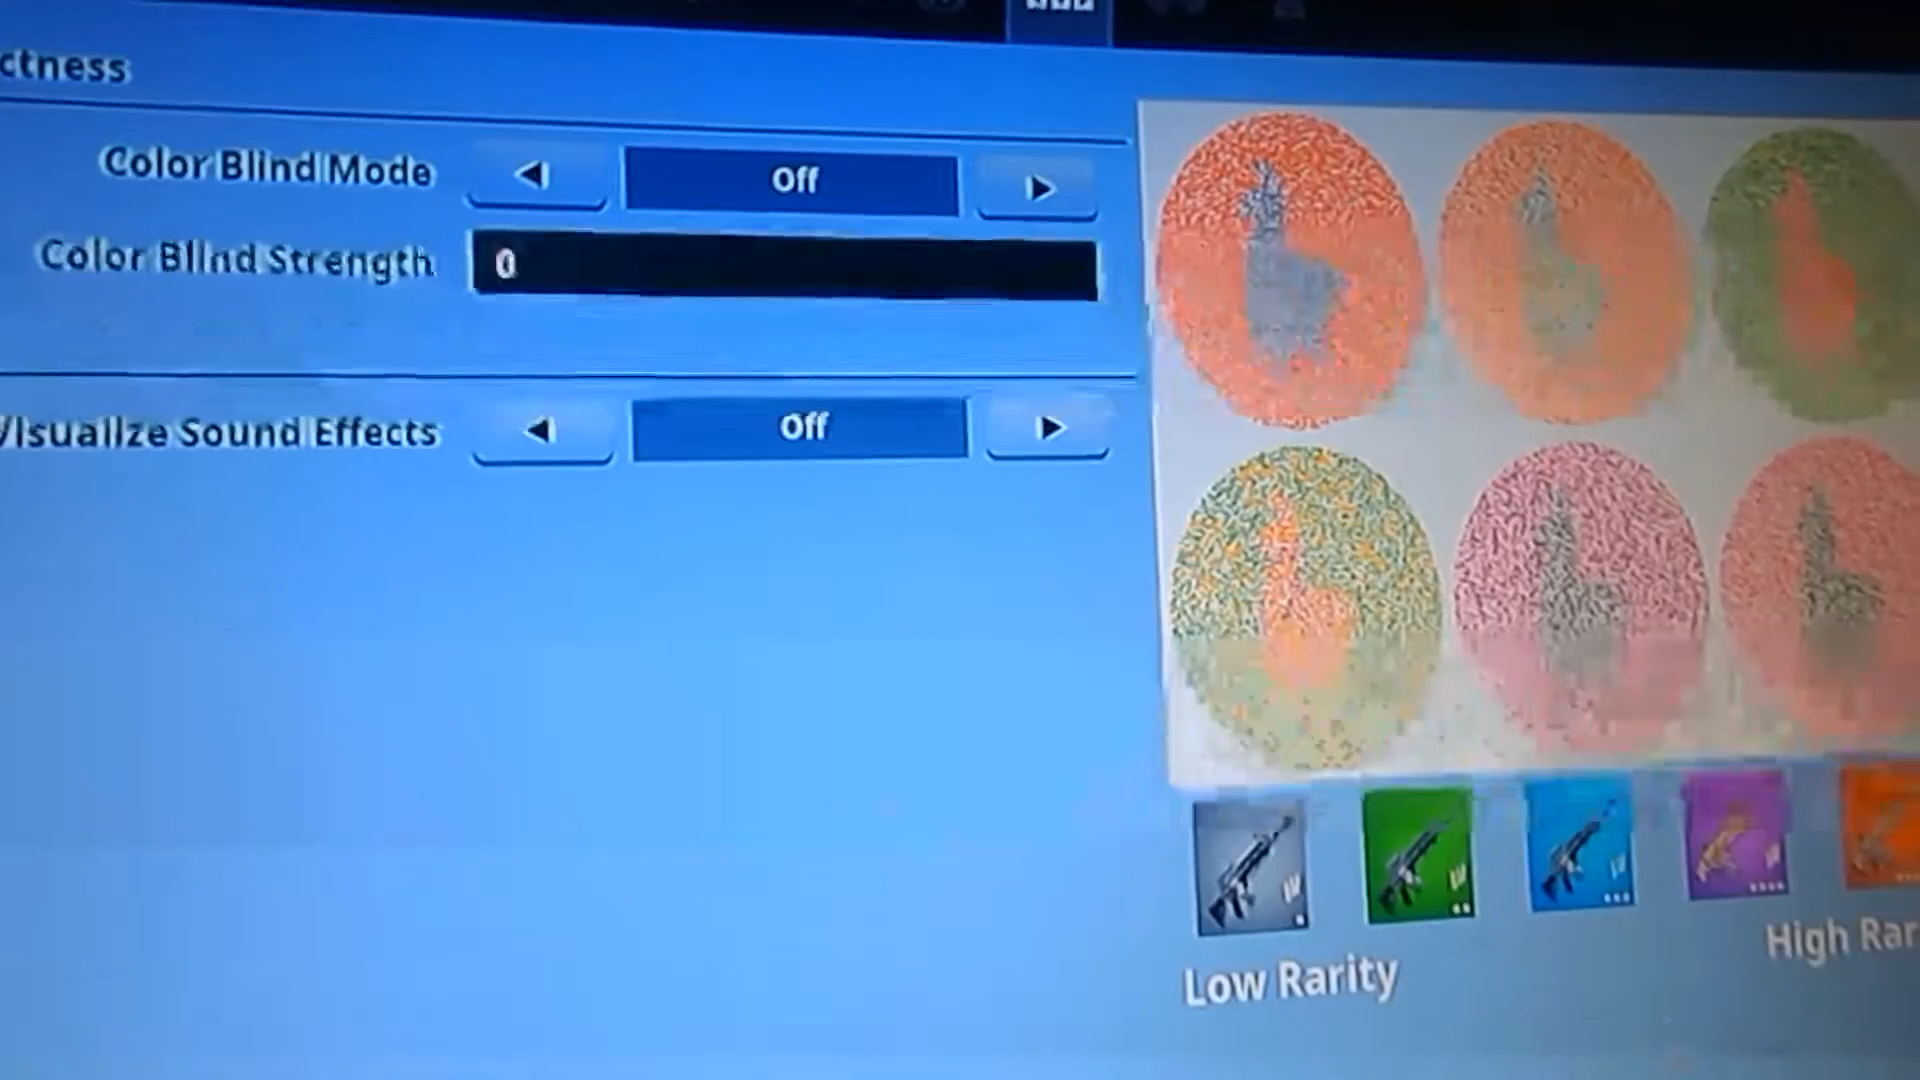 ctness
Color Blind Mode
Off
Color Blind Strength
0
Visualize Sound Effects
Off
Low Rarity
High Rar